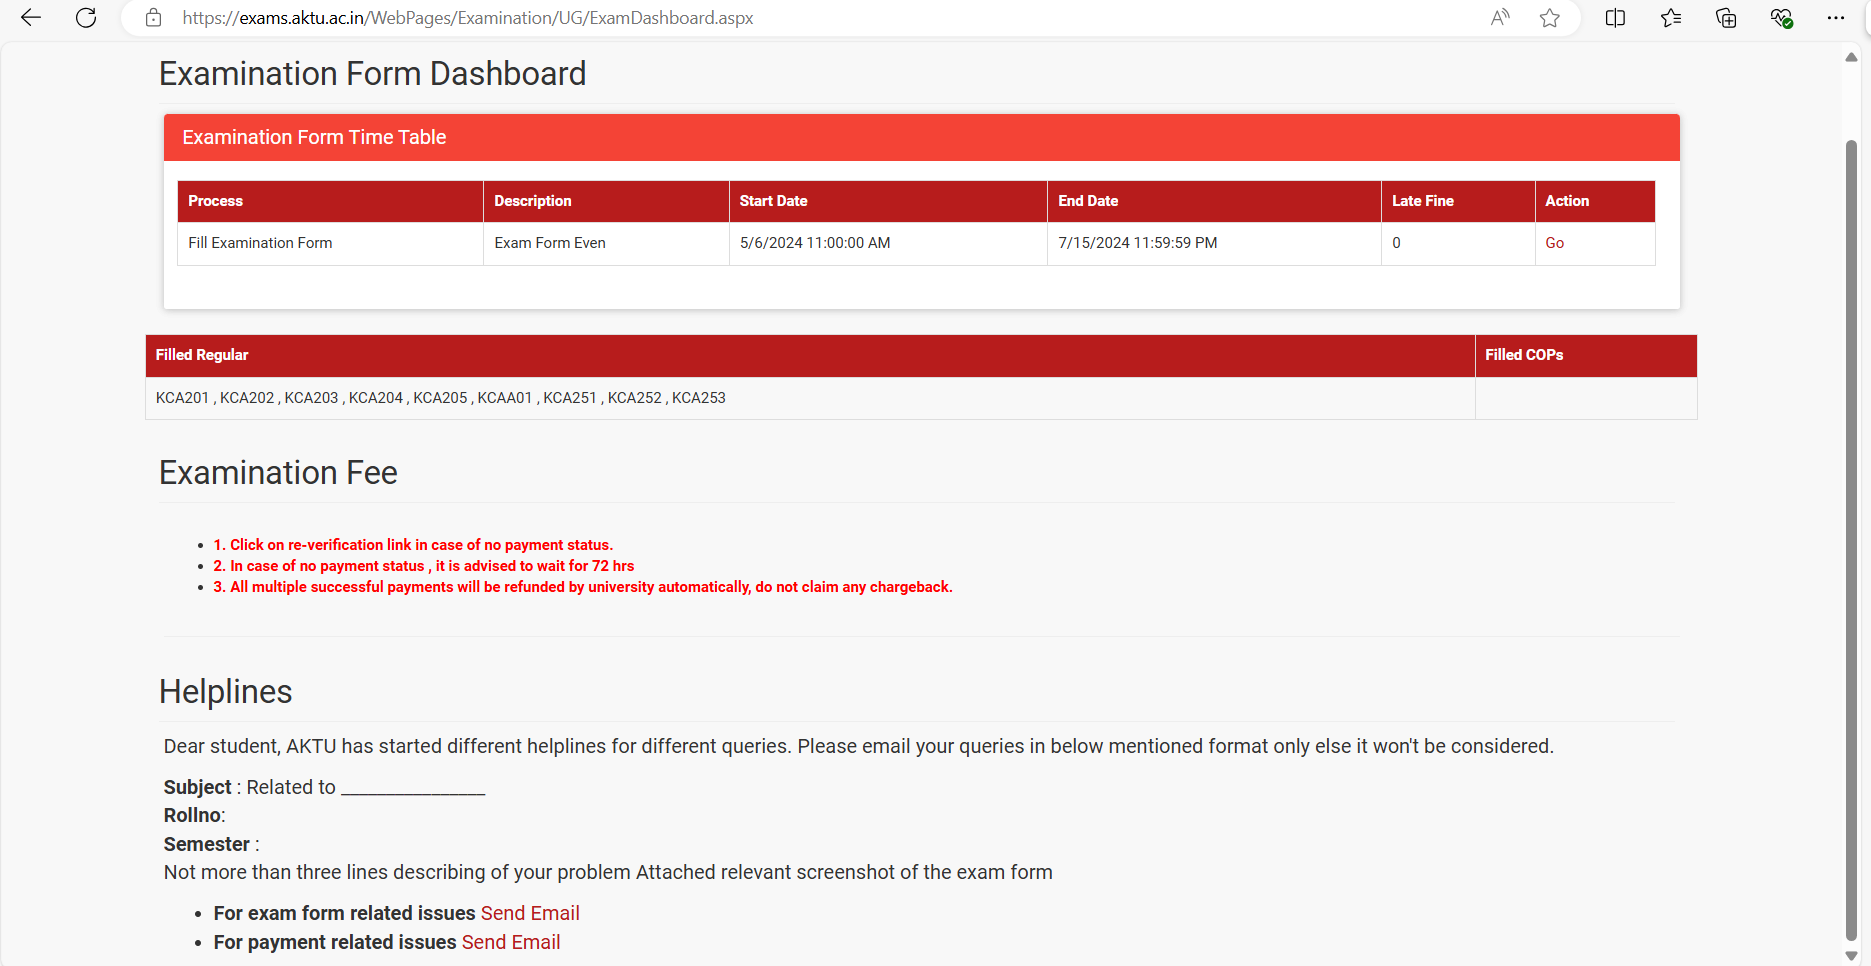 https://exams.aktu.ac.in/WebPages/Examination/UG/ExamDashboard.aspx
Examination Form Dashboard
Examination Form Time Table
Process Description Start Date End Date Late Fine Action
Fill Examination Form Exam Form Even 5/6/2024 11:00:00 AM 7/15/2024 11:59:59 PM 0 Go
Filled Regular Filled COPs
KCA201 , KCA202 , KCA203 , KCA204 , KCA205 , KCAA01 , KCA251 , KCA252 , KCA253
Examination Fee
• 1. Click on re-verification link in case of no payment status.
• 2. In case of no payment status , it is advised to wait for 72 hrs
• 3. All multiple successful payments will be refunded by university automatically, do not claim any chargeback.
Helplines
Dear student, AKTU has started different helplines for different queries. Please email your queries in below mentioned format only else it won't be considered.
Subject : Related to ______________
Rollno:
Semester :
Not more than three lines describing of your problem Attached relevant screenshot of the exam form
• For exam form related issues Send Email
• For payment related issues Send Email